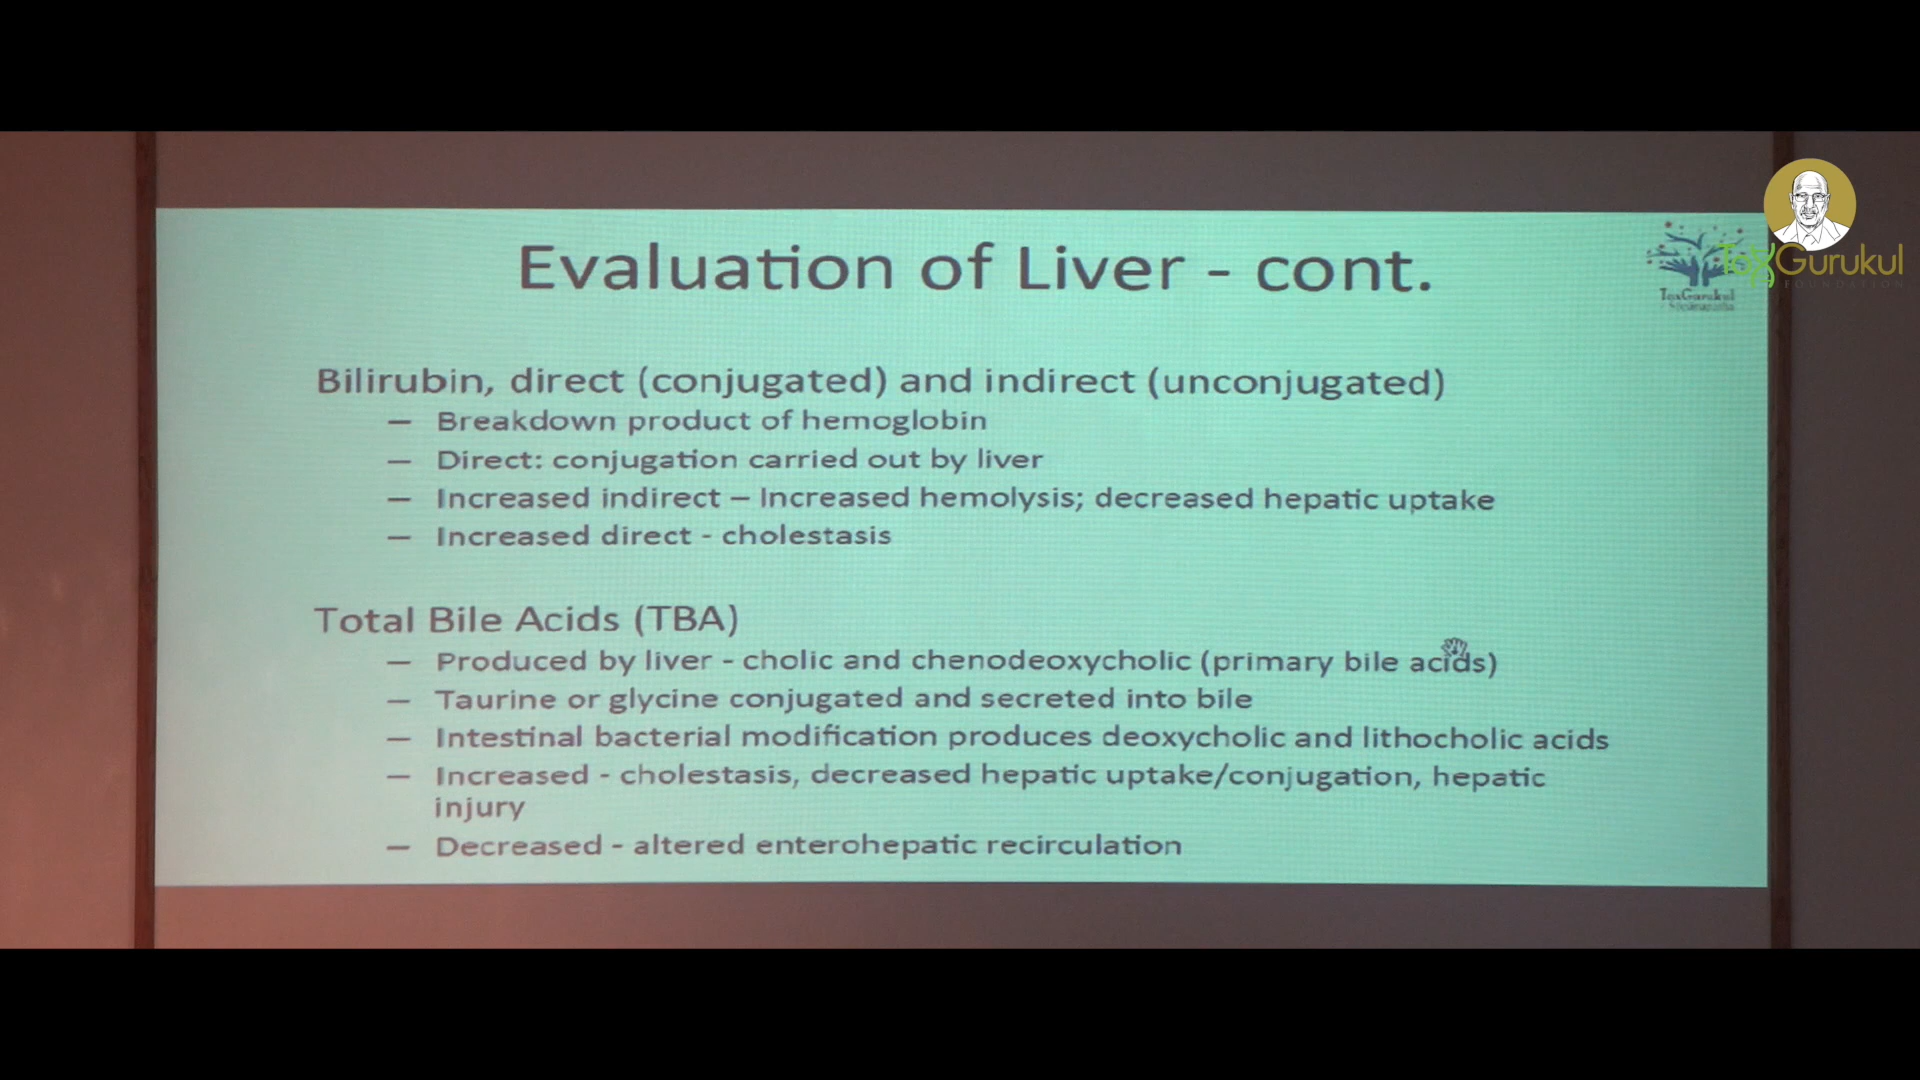 Evaluation of Liver - cont.
ToxGurukul
FOUNDATION
ToxGurukul
Bilirubin, direct (conjugated) and indirect (unconjugated)
— Breakdown product of hemoglobin
— Direct: conjugation carried out by liver
— Increased indirect – Increased hemolysis; decreased hepatic uptake
— Increased direct - cholestasis
Total Bile Acids (TBA)
— Produced by liver - cholic and chenodeoxycholic (primary bile acids)
— Taurine or glycine conjugated and secreted into bile
— Intestinal bacterial modification produces deoxycholic and lithocholic acids
— Increased - cholestasis, decreased hepatic uptake/conjugation, hepatic
injury
— Decreased - altered enterohepatic recirculation